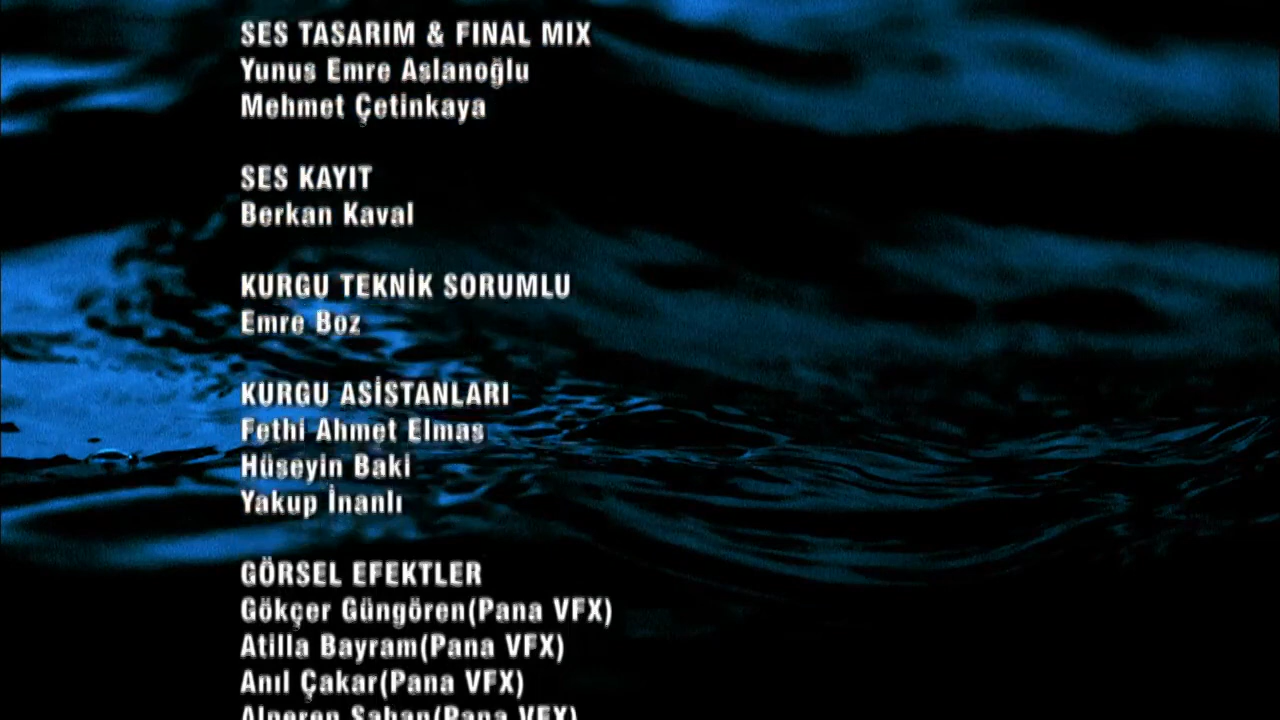 SES TASARIM & FINAL MIX
Yunus Emre Aslanoğlu
Mehmet Çetinkaya
SES KAYIT
Berkan Kaval
KURGU TEKNİK SORUMLU
Emre Boz
KURGU ASİSTANLARI
Fethi Ahmet Elmas
Hüseyin Baki
Yakup İnanlı
GÖRSEL EFEKTLER
Gökçer Güngören(Pana VFX)
Atilla Bayram(Pana VFX)
Anıl Çakar(Pana VFX)